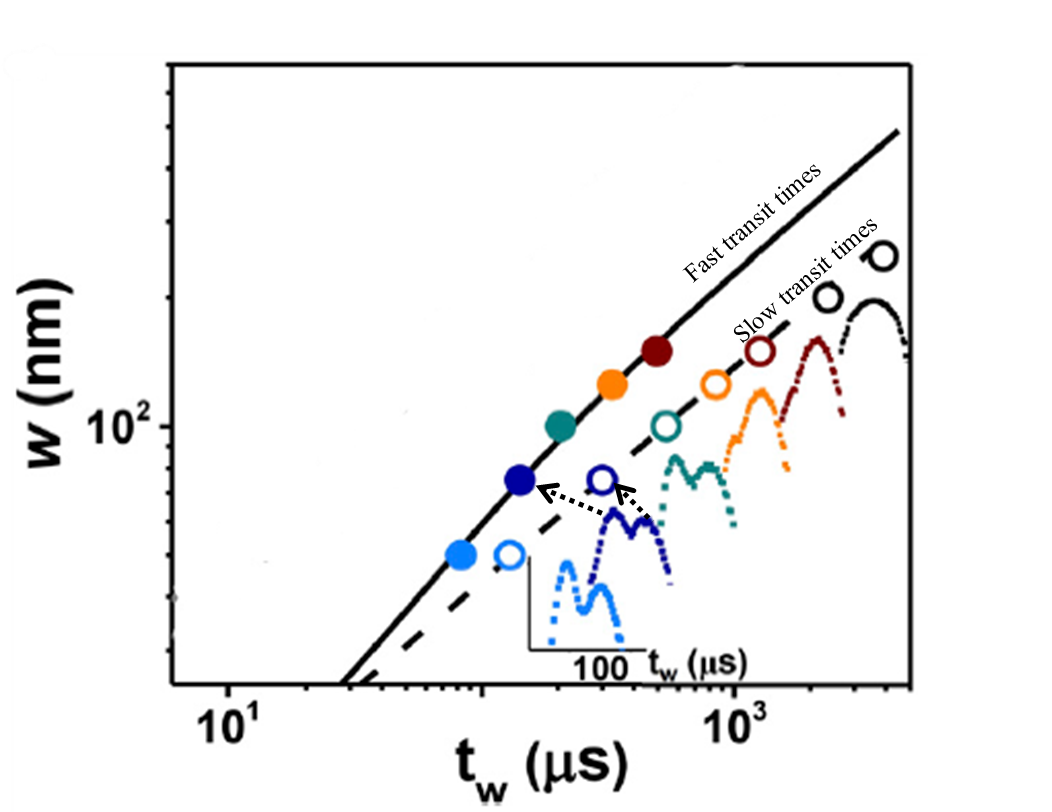 Fast transit times
Slow transit times
w (nm)
10²
100 t_w (µs)
10¹ 10³
t_w (µs)